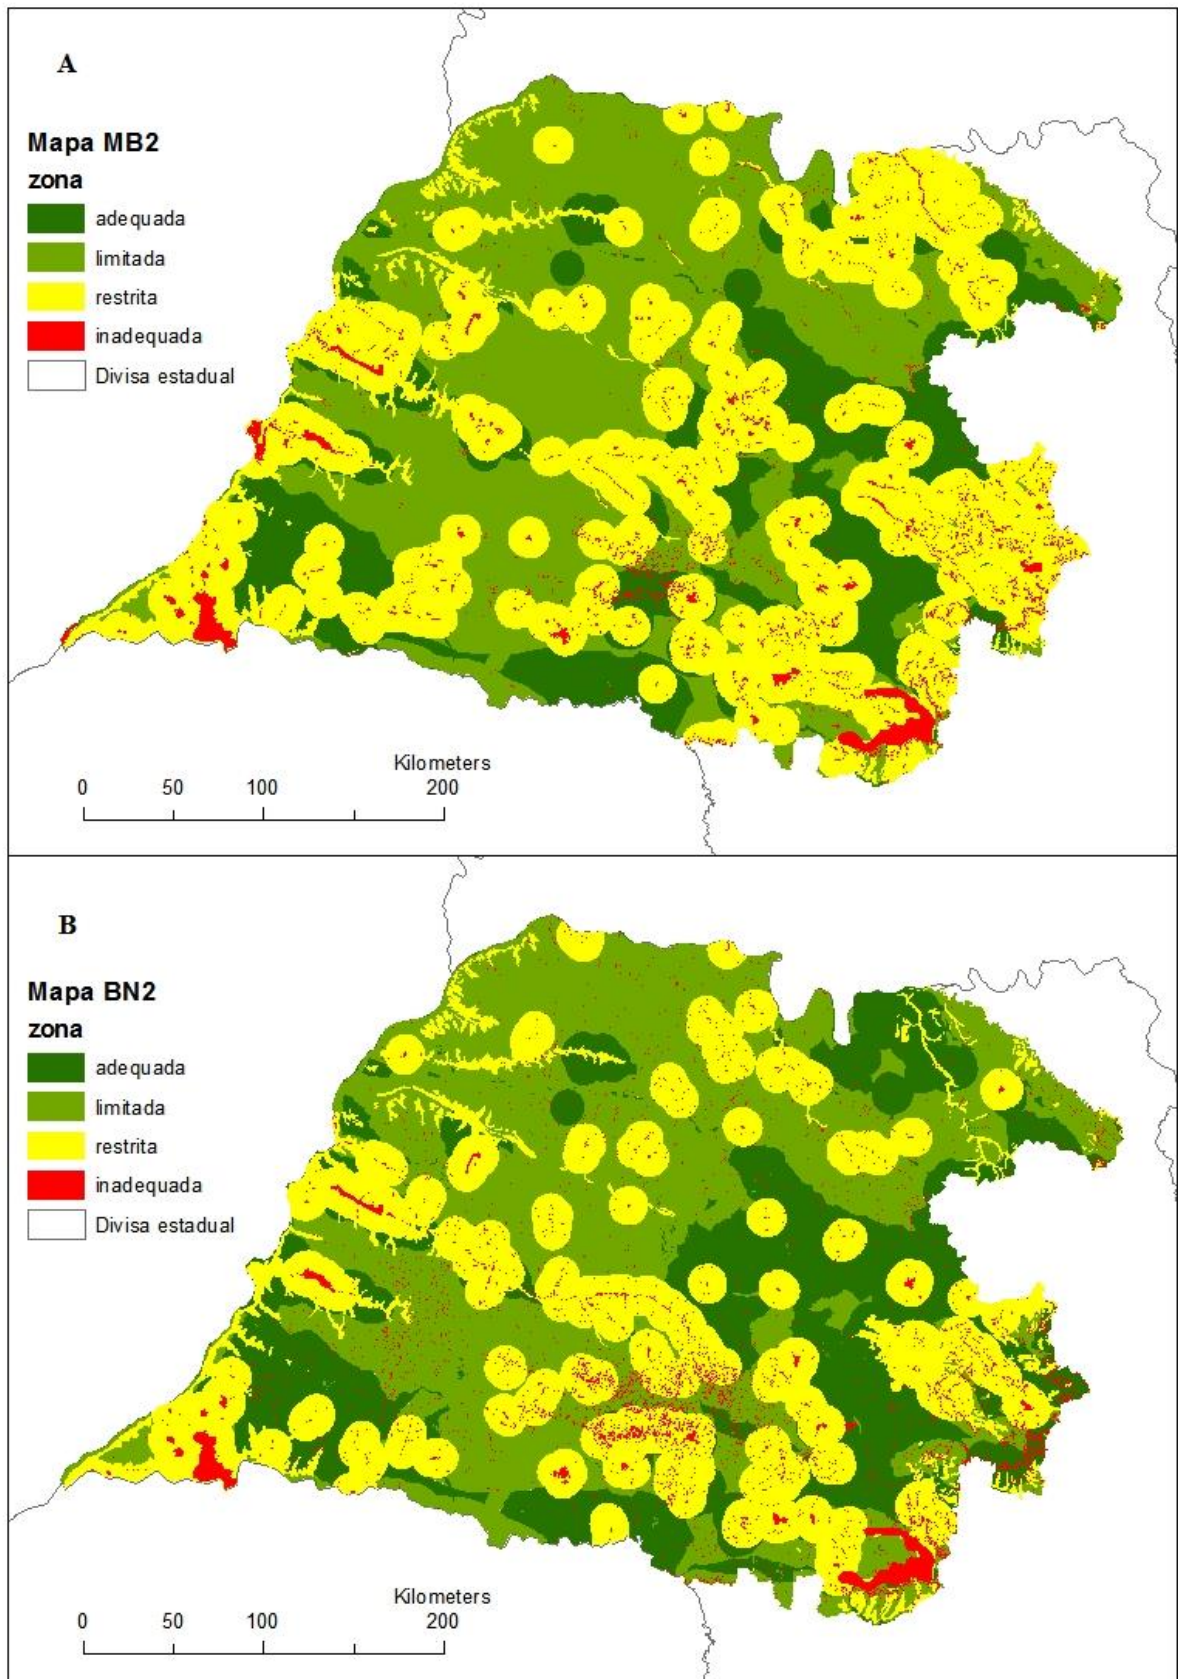 A
Mapa MB2
zona
adequada
limitada
restrita
inadequada
Divisa estadual
Kilometers
0 50 100 200
B
Mapa BN2
zona
adequada
limitada
restrita
inadequada
Divisa estadual
Kilometers
0 50 100 200